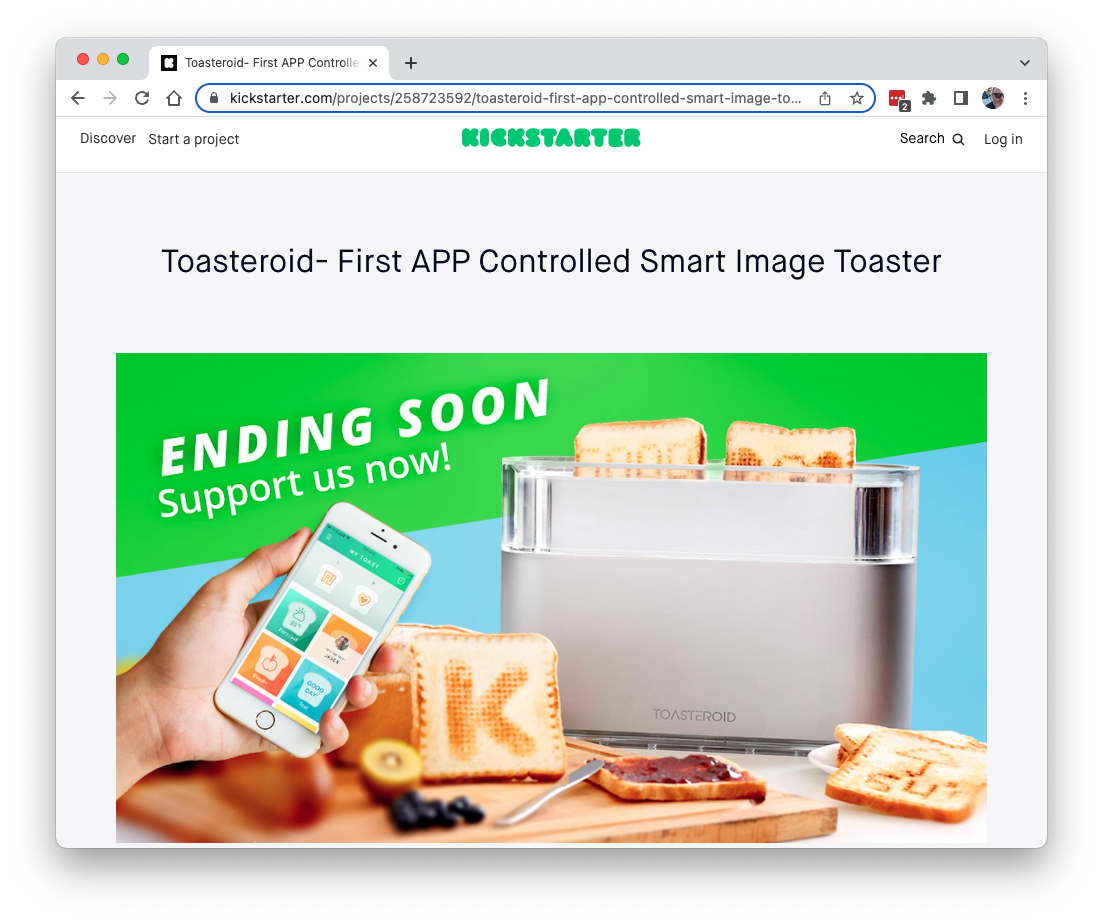 Toasteroid- First APP Controlle
kickstarter.com/projects/258723592/toasteroid-first-app-controlled-smart-image-to...
2
Discover Start a project KICKSTARTER Search Log in
Toasteroid- First APP Controlled Smart Image Toaster
ENDING SOON
Support us now!
MY TOAST
GOOD
DAY!
K
TOASTEROID